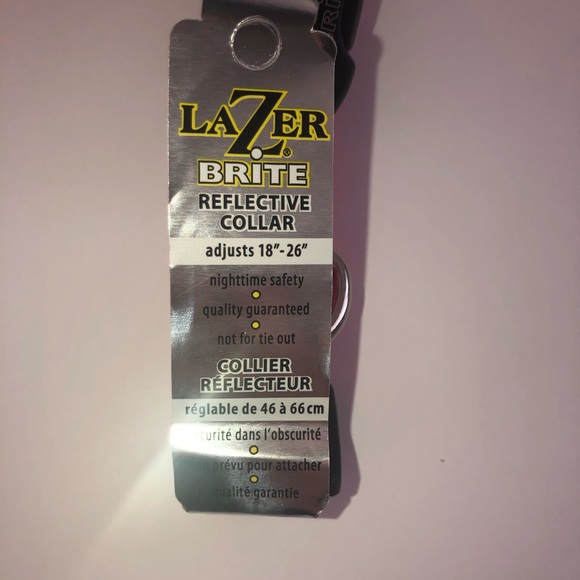 LAZER®
BRITE
REFLECTIVE
COLLAR
adjusts 18"-26"
nighttime safety
quality guaranteed
not for tie out
COLLIER
RÉFLECTEUR
réglable de 46 à 66 cm
dans l'obscurité
prévu pour attacher
qualité garantie